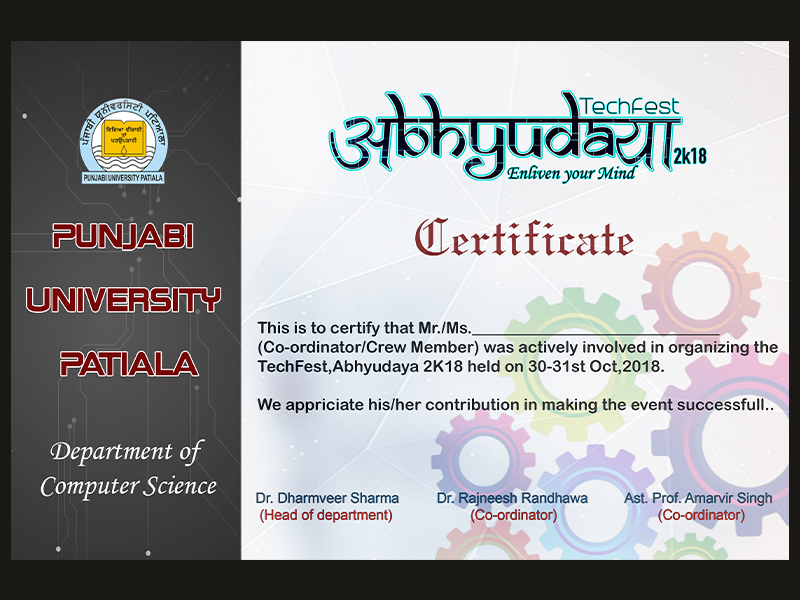 ਪੰਜਾਬੀ ਯੂਨੀਵਰਸਿਟੀ ਪਟਿਆਲਾ
ਵਿਦਿਆ ਵੀਚਾਰੀ
ਤਾਂ
ਪਰਉਪਕਾਰੀ
PUNJABI UNIVERSITY PATIALA
PUNJABI
UNIVERSITY
PATIALA
Department of
Computer Science
TechFest
अbhyudaya 2k18
Enliven your Mind
Certificate
This is to certify that Mr./Ms.____________________________
(Co-ordinator/Crew Member) was actively involved in organizing the
TechFest,Abhyudaya 2K18 held on 30-31st Oct,2018.
We appriciate his/her contribution in making the event successfull..
Dr. Dharmveer Sharma
(Head of department)
Dr. Rajneesh Randhawa
(Co-ordinator)
Ast. Prof. Amarvir Singh
(Co-ordinator)